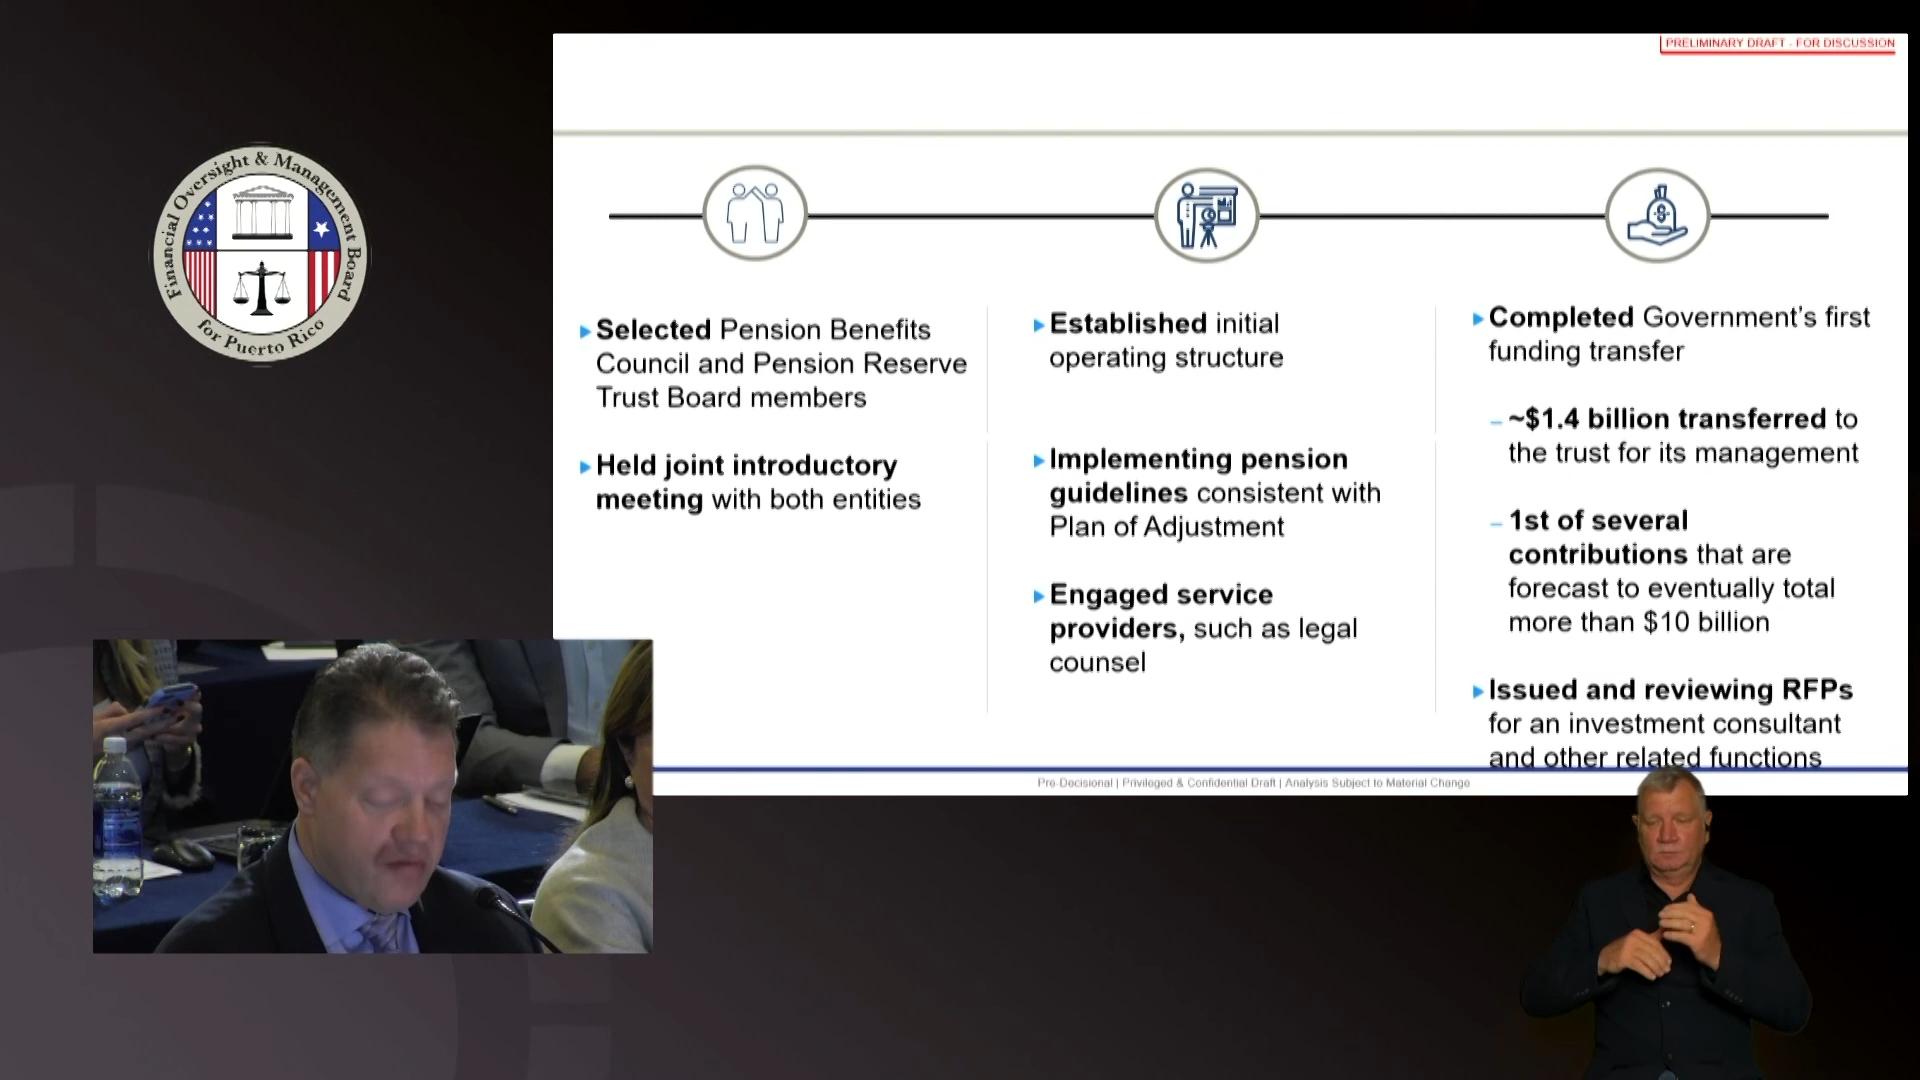 PRELIMINARY DRAFT - FOR DISCUSSION
Financial Oversight & Management Board
for Puerto Rico
Selected Pension Benefits
Council and Pension Reserve
Trust Board members
Held joint introductory
meeting with both entities
Established initial
operating structure
Implementing pension
guidelines consistent with
Plan of Adjustment
Engaged service
providers, such as legal
counsel
Completed Government's first
funding transfer
– ~$1.4 billion transferred to
the trust for its management
– 1st of several
contributions that are
forecast to eventually total
more than $10 billion
Issued and reviewing RFPs
for an investment consultant
and other related functions
Pre-Decisional | Privileged & Confidential Draft | Analysis Subject to Material Change